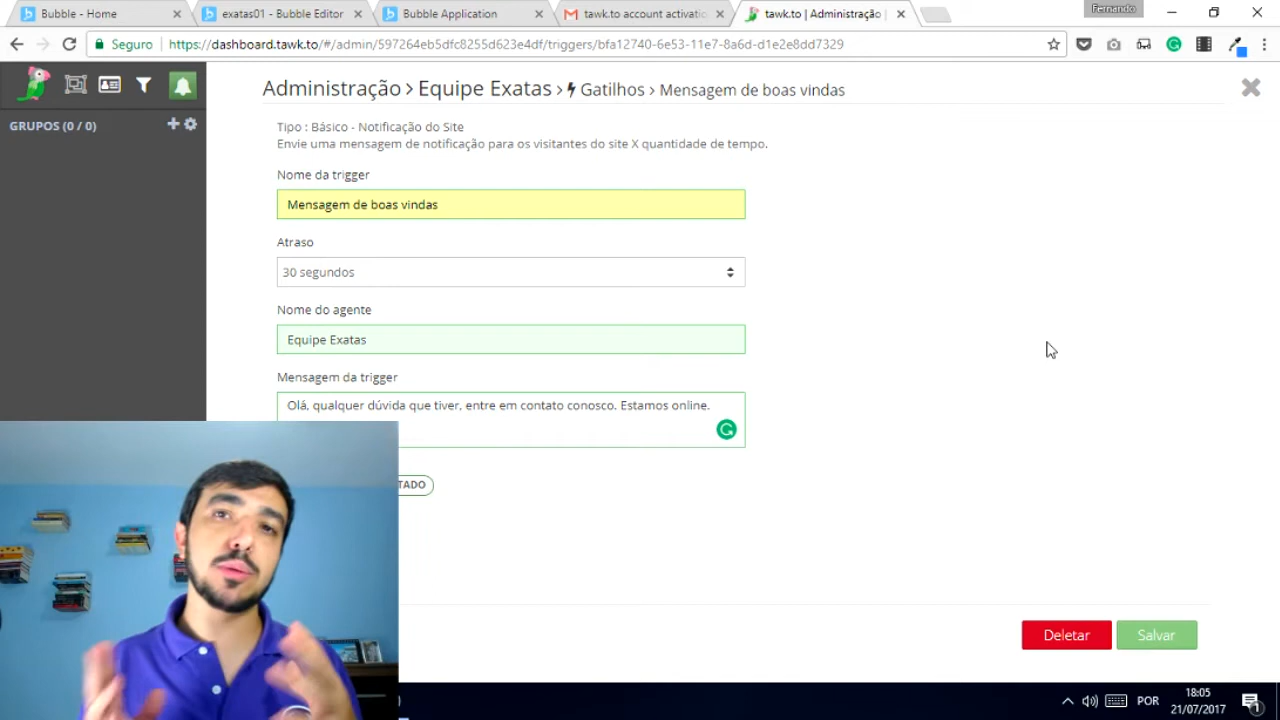 Bubble - Home
exatas01 - Bubble Editor
Bubble Application
tawk.to account activatio
tawk.to | Administração
Fernando
Seguro
https://dashboard.tawk.to/#/admin/597264eb5dfc8255d623e4df/triggers/bfa12740-6e53-11e7-8a6d-d1e2e8dd7329
Administração > Equipe Exatas > Gatilhos > Mensagem de boas vindas
GRUPOS (0 / 0)
Tipo : Básico - Notificação do Site
Envie uma mensagem de notificação para os visitantes do site X quantidade de tempo.
Nome da trigger
Mensagem de boas vindas
Atraso
30 segundos
Nome do agente
Equipe Exatas
Mensagem da trigger
Olá, qualquer dúvida que tiver, entre em contato conosco. Estamos online.
TADO
Deletar
Salvar
POR
18:05
21/07/2017